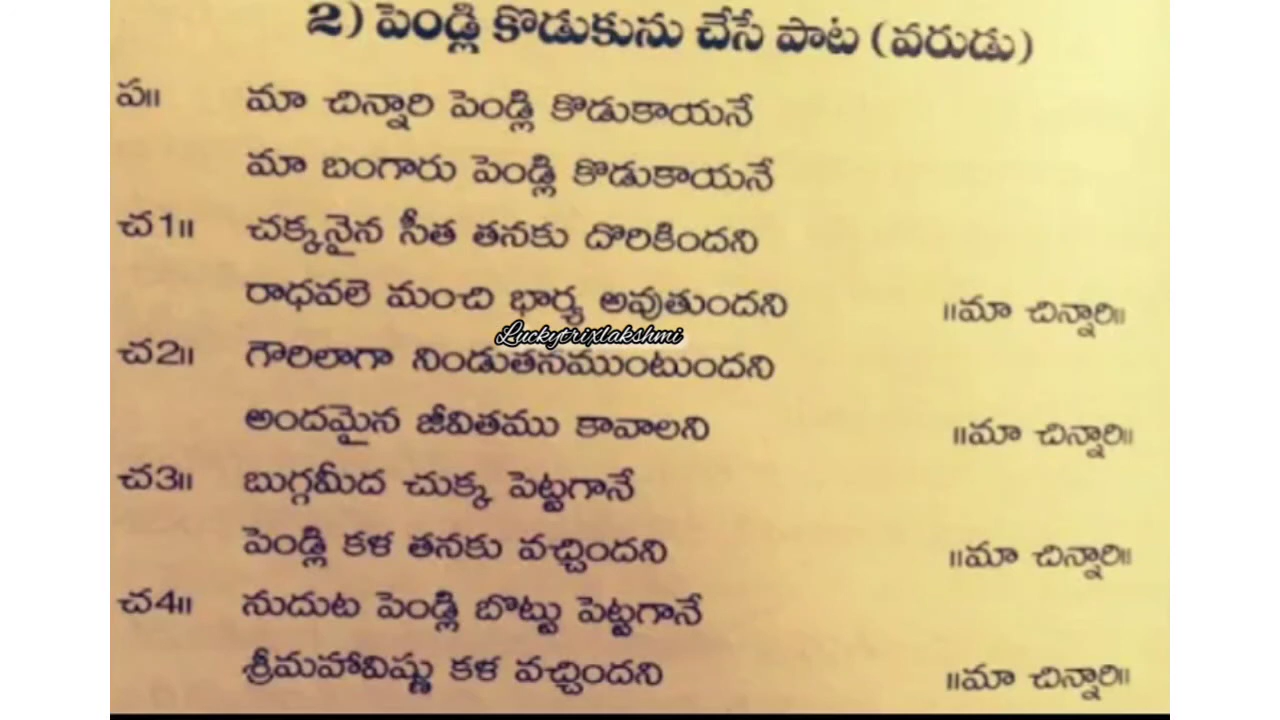 2) పెండ్లి కొడుకును చేసే పాట (వరుడు)
ప॥ మా చిన్నారి పెండ్లి కొడుకాయనే
మా బంగారు పెండ్లి కొడుకాయనే
చ1॥ చక్కనైన సీత తనకు దొరికిందని
రాధవలె మంచి భార్య అవుతుందని ॥మా చిన్నారి॥
Luckytrixlakshmi
చ2॥ గౌరిలాగా నిండుతనముంటుందని
అందమైన జీవితము కావాలని ॥మా చిన్నారి॥
చ3॥ బుగ్గమీద చుక్క పెట్టగానే
పెండ్లి కళ తనకు వచ్చిందని ॥మా చిన్నారి॥
చ4॥ నుదుట పెండ్లి బొట్టు పెట్టగానే
శ్రీమహావిష్ణు కళ వచ్చిందని ॥మా చిన్నారి॥